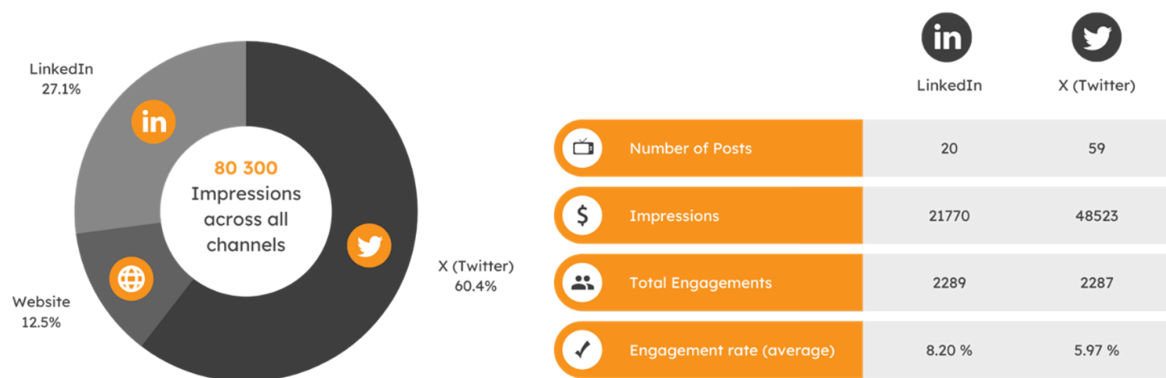 LinkedIn
27.1%
80 300
Impressions
across all
channels
X (Twitter)
60.4%
Website
12.5%
LinkedIn X (Twitter)
Number of Posts 20 59
Impressions 21770 48523
Total Engagements 2289 2287
Engagement rate (average) 8.20 % 5.97 %